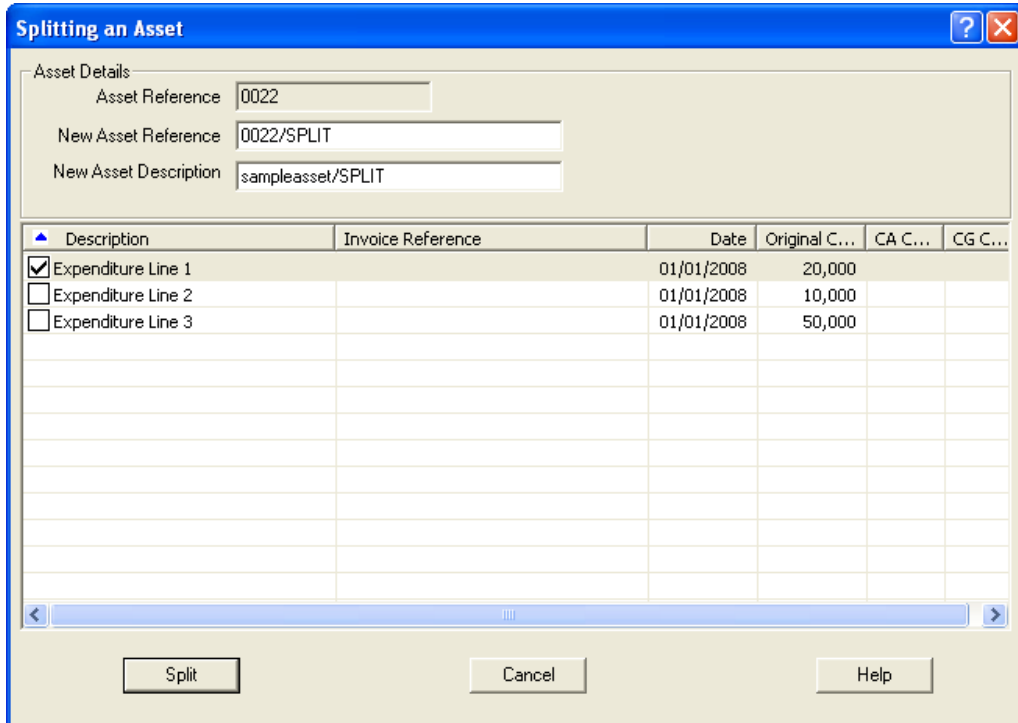 Splitting an Asset
Asset Details
Asset Reference 0022
New Asset Reference 0022/SPLIT
New Asset Description sampleasset/SPLIT
Description Invoice Reference Date Original C... CA C... CG C...
Expenditure Line 1 01/01/2008 20,000
Expenditure Line 2 01/01/2008 10,000
Expenditure Line 3 01/01/2008 50,000
Split Cancel Help